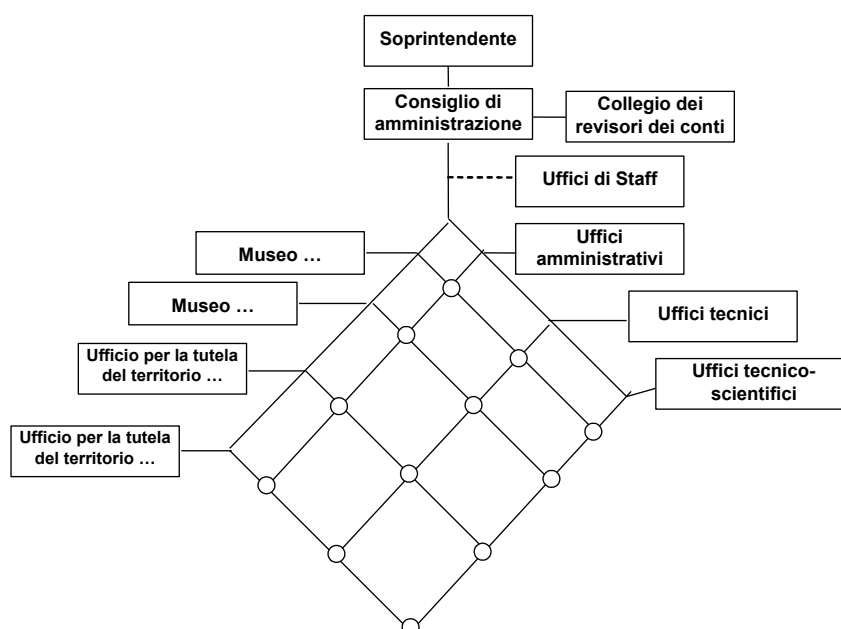 Soprintendente
Consiglio di
amministrazione
Collegio dei
revisori dei conti
Uffici di Staff
Museo …
Uffici
amministrativi
Museo …
Uffici tecnici
Ufficio per la tutela
del territorio …
Uffici tecnico-
scientifici
Ufficio per la tutela
del territorio …